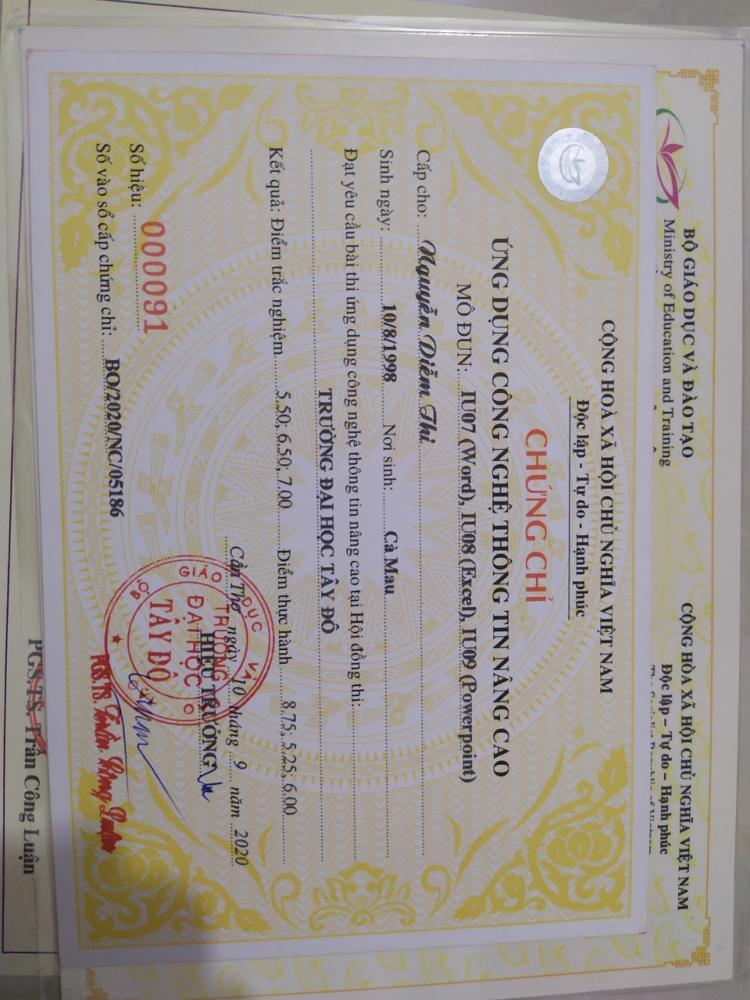 BỘ GIÁO DỤC VÀ ĐÀO TẠO
Ministry of Education and Training
CỘNG HÒA XÃ HỘI CHỦ NGHĨA VIỆT NAM
Độc lập – Tự do – Hạnh phúc
CỘNG HOÀ XÃ HỘI CHỦ NGHĨA VIỆT NAM
Độc lập - Tự do - Hạnh phúc
CHỨNG CHỈ
ỨNG DỤNG CÔNG NGHỆ THÔNG TIN NÂNG CAO
MÔ ĐUN: IU07 (Word), IU08 (Excel), IU09 (Powerpoint)
Cấp cho: Nguyễn Diễm Thi
Sinh ngày: 10/8/1998 Nơi sinh: Cà Mau
Đạt yêu cầu bài thi ứng dụng công nghệ thông tin nâng cao tại Hội đồng thi:
TRƯỜNG ĐẠI HỌC TÂY ĐÔ
Kết quả: Điểm trắc nghiệm 5.50; 6.50; 7.00 Điểm thực hành 8.75; 5.25; 6.00
Cần Thơ ngày 10 tháng 9 năm 2020
HIỆU TRƯỞNG
BỘ GIÁO DỤC VÀ
TRƯỜNG
ĐẠI HỌC
TÂY ĐÔ
Số hiệu: 000091
Số vào sổ cấp chứng chỉ: BO/2020/NC/05186
PGS.TS. Trần Công Luận
PGS.TS. Trần Công Luận